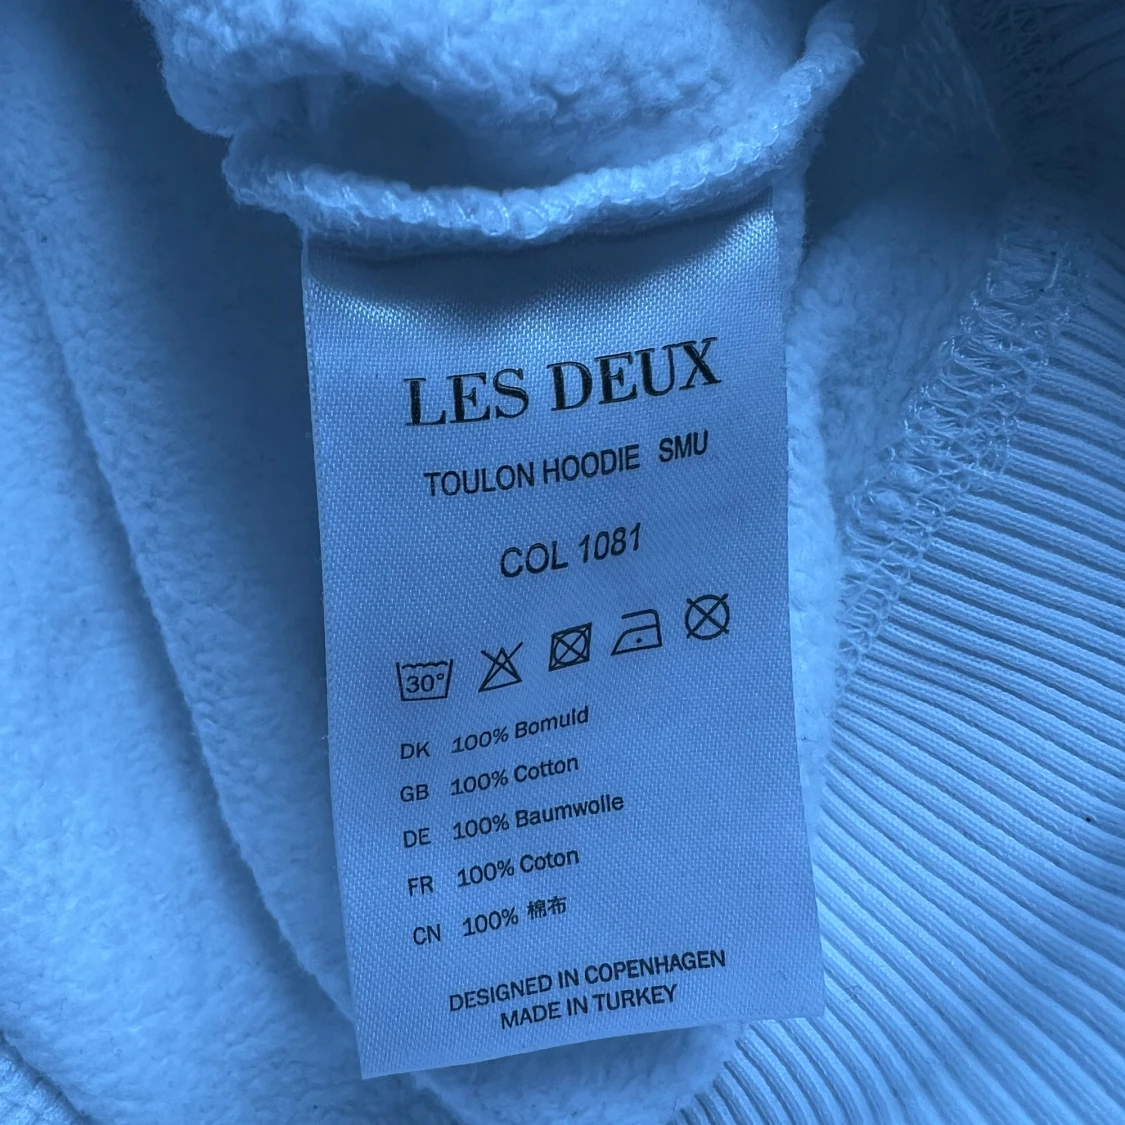 LES DEUX
TOULON HOODIE SMU
COL 1081
30°
DK 100% Bomuld
GB 100% Cotton
DE 100% Baumwolle
FR 100% Coton
CN 100% 棉布
DESIGNED IN COPENHAGEN
MADE IN TURKEY